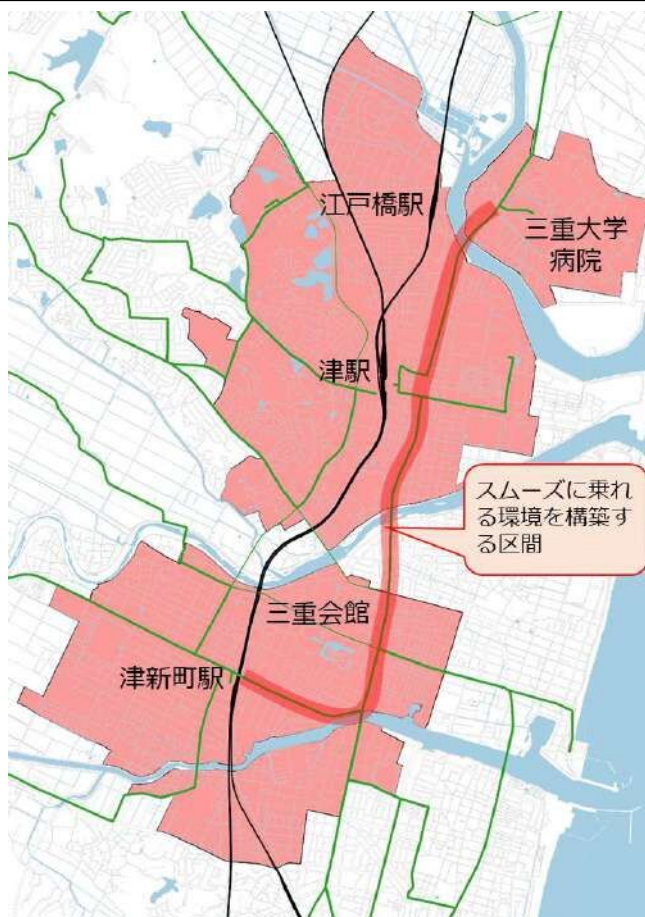 江戸橋駅
三重大学
病院
津駅
スムーズに乗れ
る環境を構築す
る区間
三重会館
津新町駅